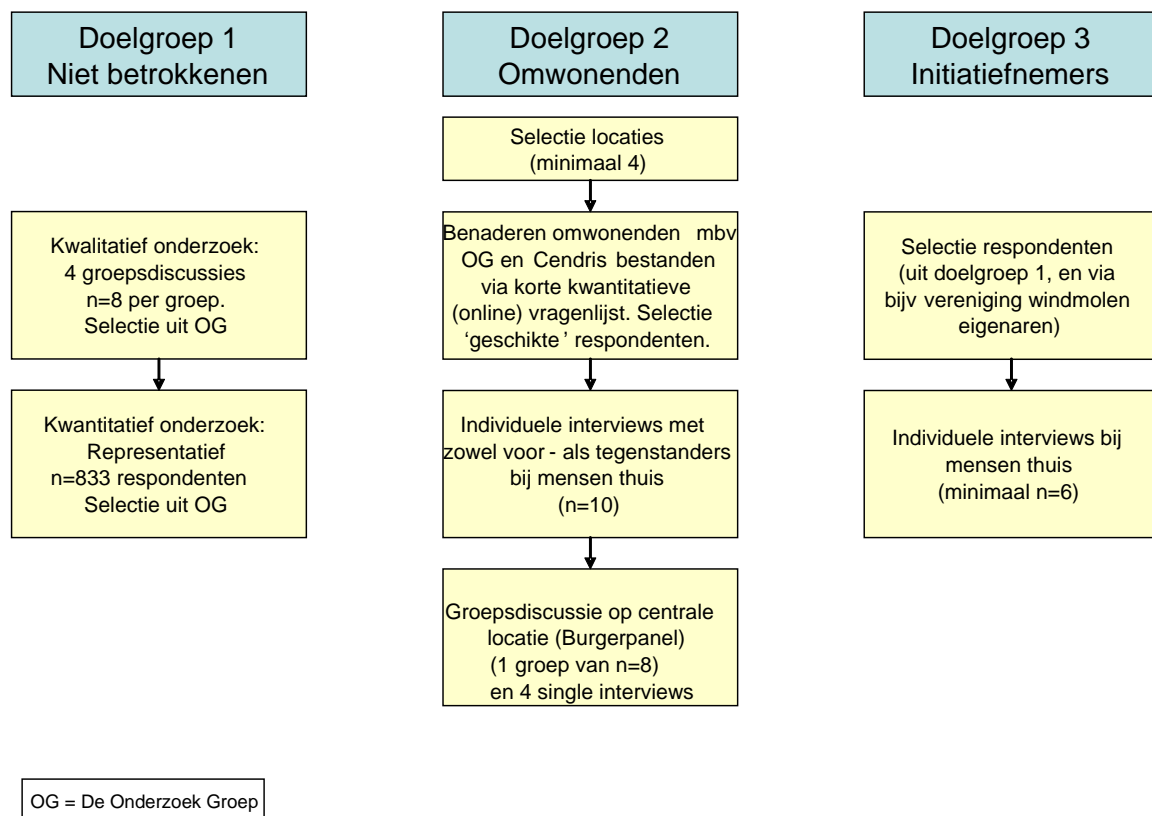 Doelgroep 1
Niet betrokkenen
Kwalitatief onderzoek:
4 groepsdiscussies
n=8 per groep.
Selectie uit OG
Kwantitatief onderzoek:
Representatief
n=833 respondenten
Selectie uit OG
Doelgroep 2
Omwonenden
Selectie locaties
(minimaal 4)
Benaderen omwonenden mbv
OG en Cendris bestanden
via korte kwantitatieve
(online) vragenlijst. Selectie
‘geschikte’ respondenten.
Individuele interviews met
zowel voor - als tegenstanders
bij mensen thuis
(n=10)
Groepsdiscussie op centrale
locatie (Burgerpanel)
(1 groep van n=8)
en 4 single interviews
Doelgroep 3
Initiatiefnemers
Selectie respondenten
(uit doelgroep 1, en via
bijv vereniging windmolen
eigenaren)
Individuele interviews bij
mensen thuis
(minimaal n=6)
OG = De Onderzoek Groep